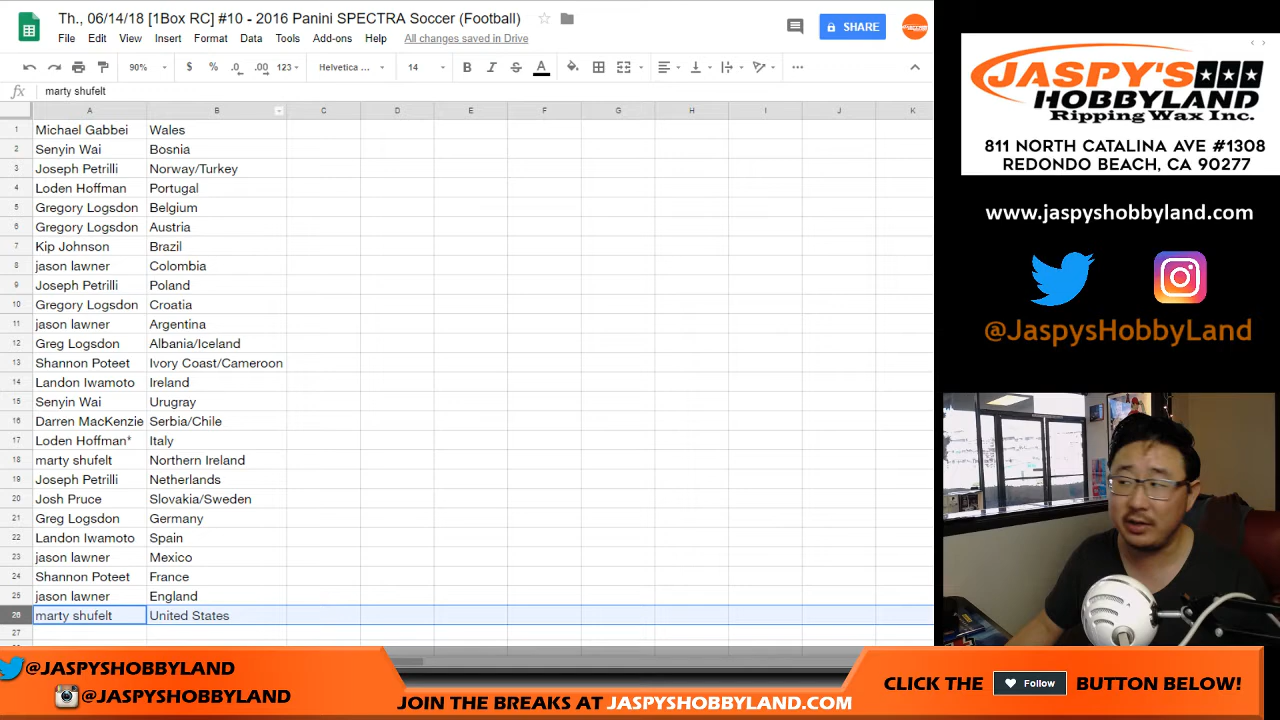 Th., 06/14/18 [1Box RC] #10 - 2016 Panini SPECTRA Soccer (Football)
File Edit View Insert Format Data Tools Add-ons Help All changes saved in Drive
SHARE
90% $ % .0 .00 123 Helvetica ... 14 B I S A
fx marty shufelt
A B C D E F G H I J K
1 Michael Gabbei Wales
2 Senyin Wai Bosnia
3 Joseph Petrilli Norway/Turkey
4 Loden Hoffman Portugal
5 Gregory Logsdon Belgium
6 Gregory Logsdon Austria
7 Kip Johnson Brazil
8 jason lawner Colombia
9 Joseph Petrilli Poland
10 Gregory Logsdon Croatia
11 jason lawner Argentina
12 Greg Logsdon Albania/Iceland
13 Shannon Poteet Ivory Coast/Cameroon
14 Landon Iwamoto Ireland
15 Senyin Wai Urugray
16 Darren MacKenzie Serbia/Chile
17 Loden Hoffman* Italy
18 marty shufelt Northern Ireland
19 Joseph Petrilli Netherlands
20 Josh Pruce Slovakia/Sweden
21 Greg Logsdon Germany
22 Landon Iwamoto Spain
23 jason lawner Mexico
24 Shannon Poteet France
25 jason lawner England
26 marty shufelt United States
27
JASPY'S
HOBBYLAND
Ripping Wax Inc.
811 NORTH CATALINA AVE #1308
REDONDO BEACH, CA 90277
www.jaspyshobbyland.com
@JaspysHobbyLand
@JASPYSHOBBYLAND
@JASPYSHOBBYLAND
JOIN THE BREAKS AT JASPYSHOBBYLAND.COM
CLICK THE Follow BUTTON BELOW!